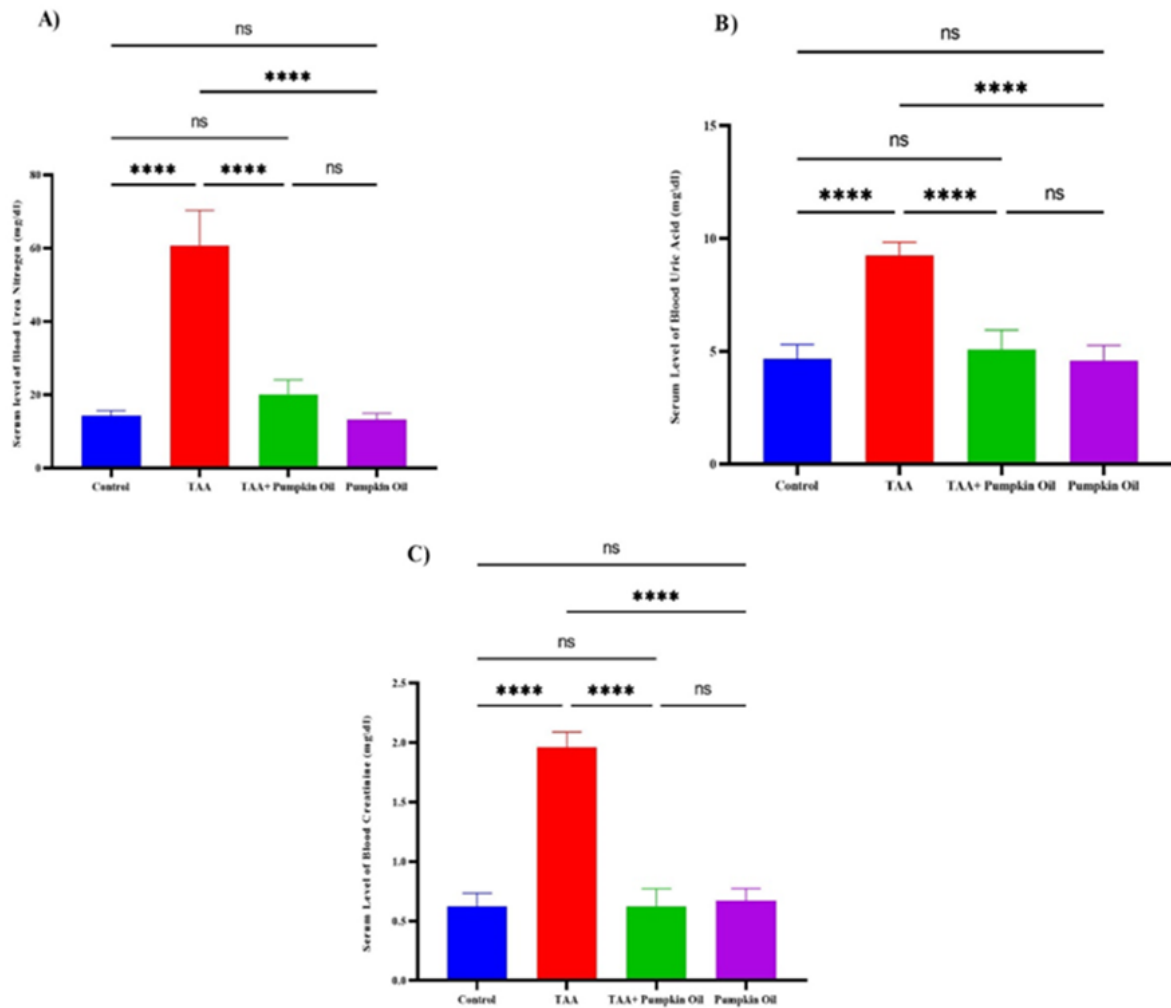 A)
ns
****
ns
**** **** ns
Serum level of Blood Urea Nitrogen (mg\dl)
80
60
40
20
0
Control TAA TAA+ Pumpkin Oil Pumpkin Oil
B)
ns
****
ns
**** **** ns
Serum Level of Blood Uric Acid (mg\dl)
15
10
5
0
Control TAA TAA+ Pumpkin Oil Pumpkin Oil
C)
ns
****
ns
**** **** ns
Serum Level of Blood Creatinine (mg/dl)
2.5
2.0
1.5
1.0
0.5
0.0
Control TAA TAA+ Pumpkin Oil Pumpkin Oil